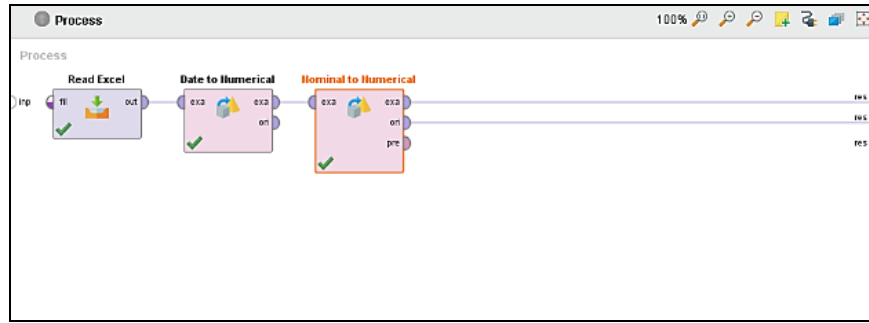 Process
100%
Process
Read Excel
Date to Numerical
Nominal to Numerical
inp
fil
out
exa
exa
ori
exa
exa
ori
pre
res
res
res